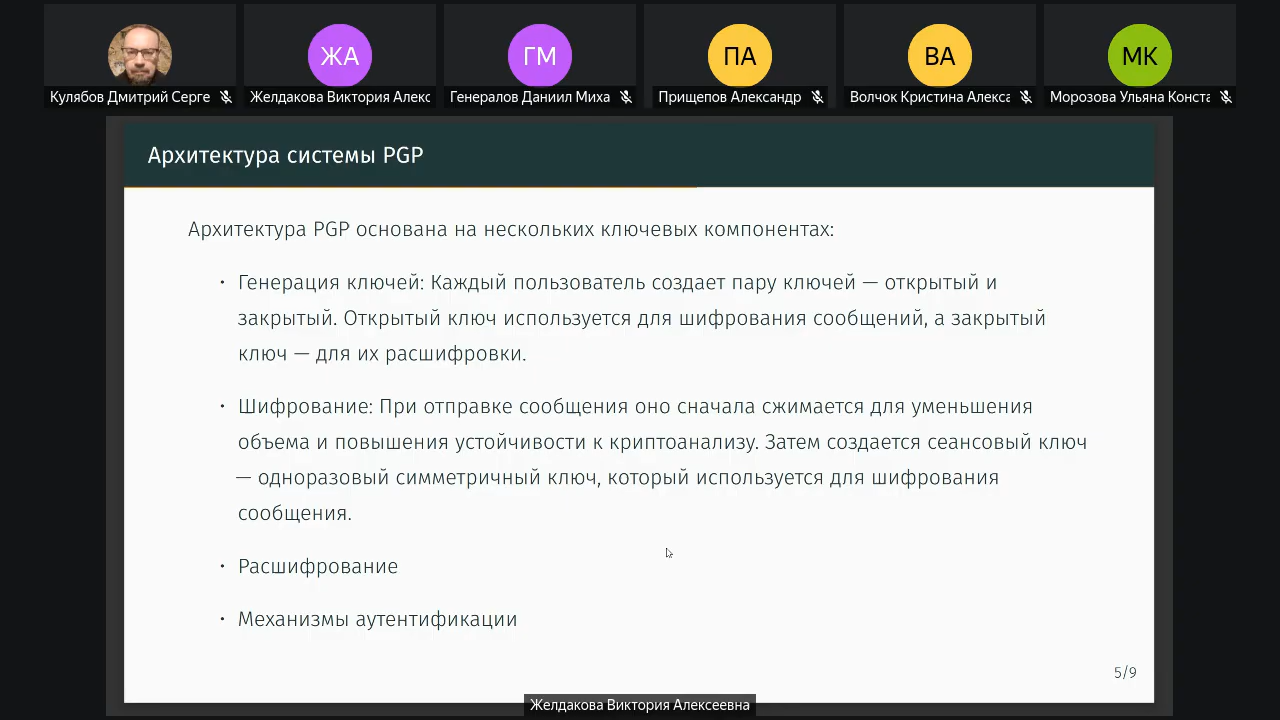 ЖА
ГМ
ПА
ВА
МК
Кулябов Дмитрий Серге
Желдакова Виктория Алекс
Генералов Даниил Миха
Прищепов Александр
Волчок Кристина Алекса
Морозова Ульяна Конста
Архитектура системы PGP
Архитектура PGP основана на нескольких ключевых компонентах:
• Генерация ключей: Каждый пользователь создает пару ключей — открытый и
закрытый. Открытый ключ используется для шифрования сообщений, а закрытый
ключ — для их расшифровки.
• Шифрование: При отправке сообщения оно сначала сжимается для уменьшения
объема и повышения устойчивости к криптоанализу. Затем создается сеансовый ключ
— одноразовый симметричный ключ, который используется для шифрования
сообщения.
• Расшифрование
• Механизмы аутентификации
5/9
Желдакова Виктория Алексеевна